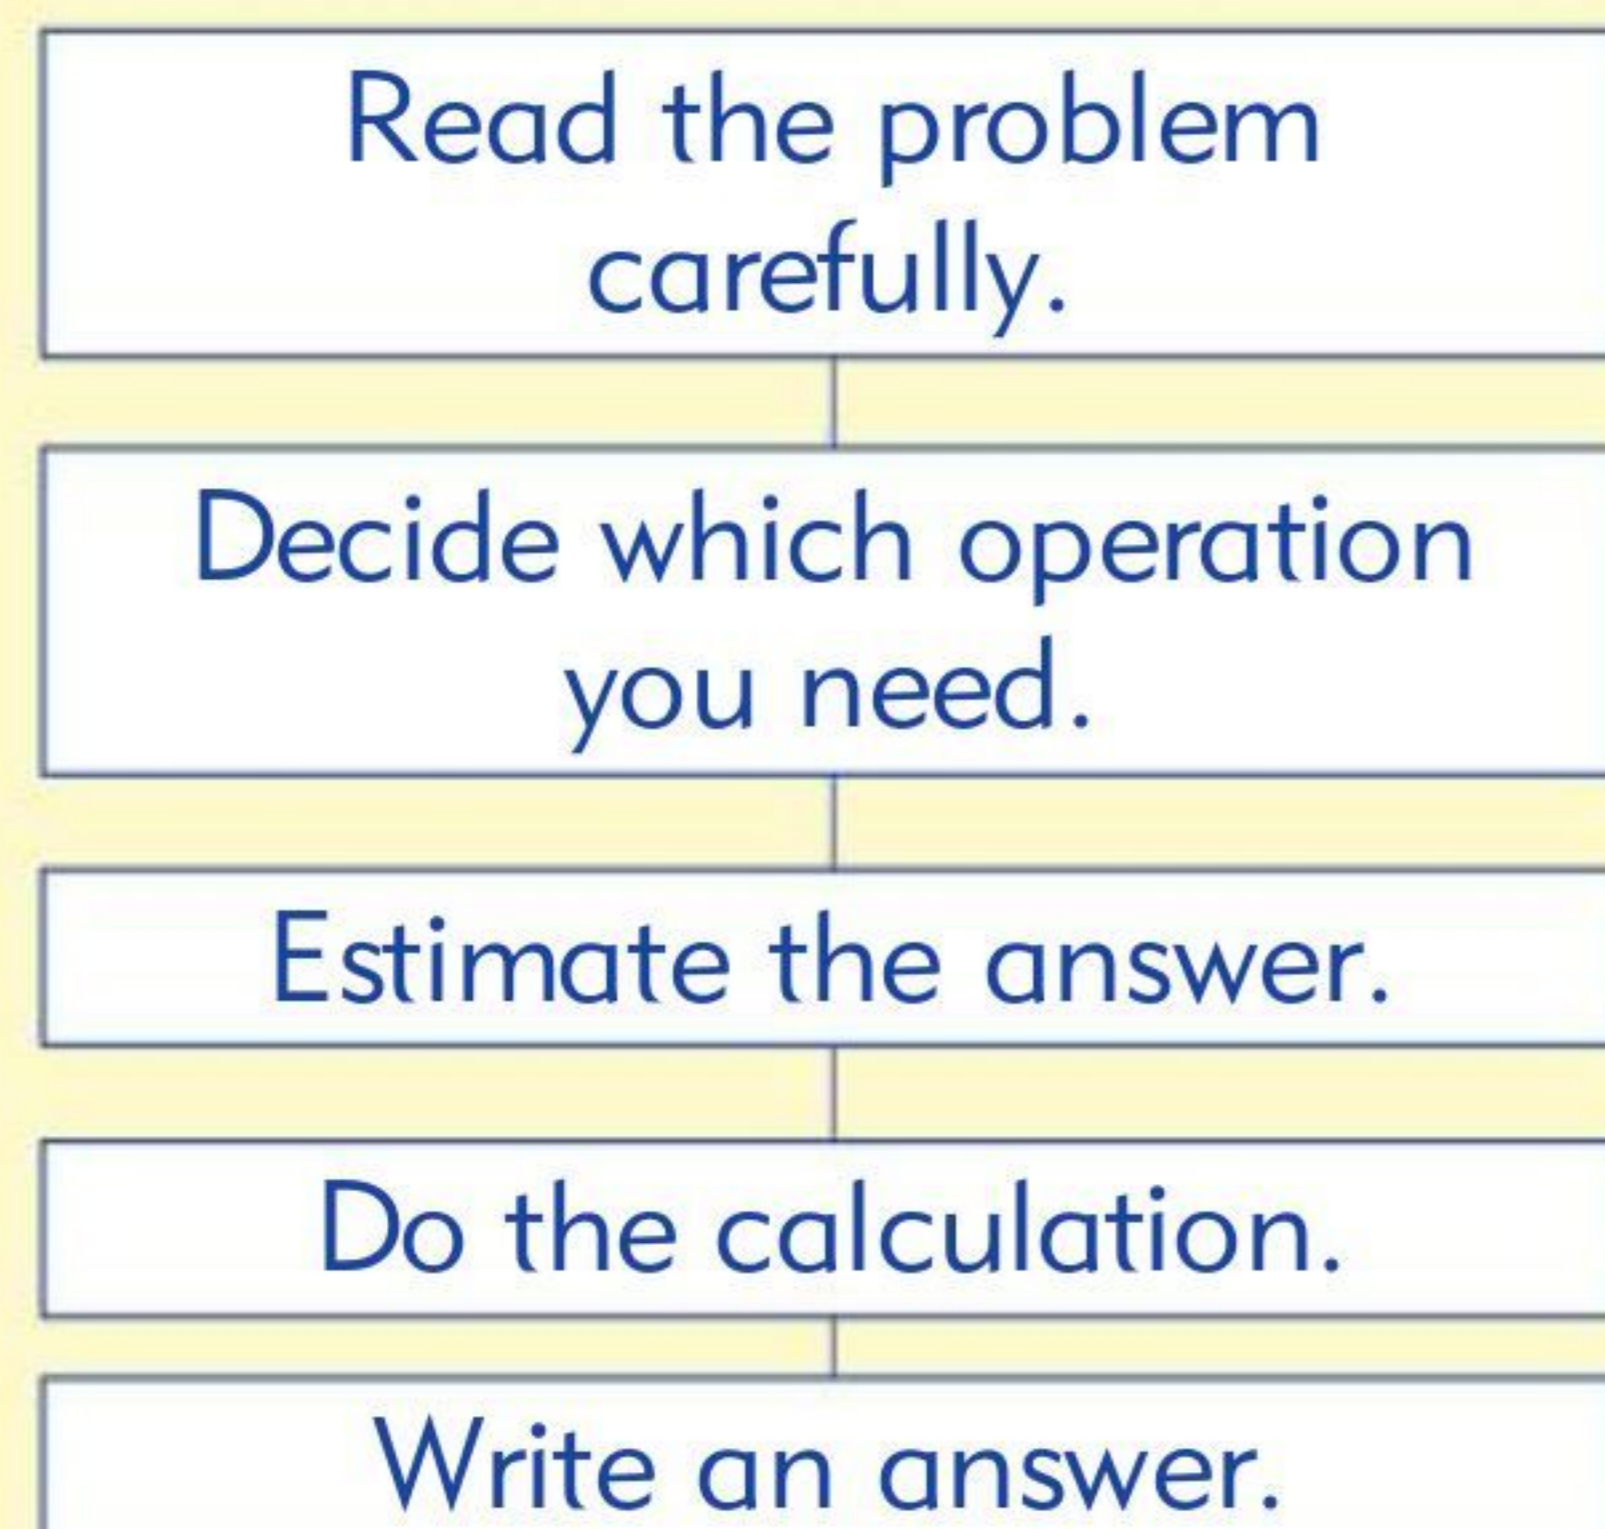 Read the problem
carefully.
Decide which operation
you need.
Estimate the answer.
Do the calculation.
Write an answer.